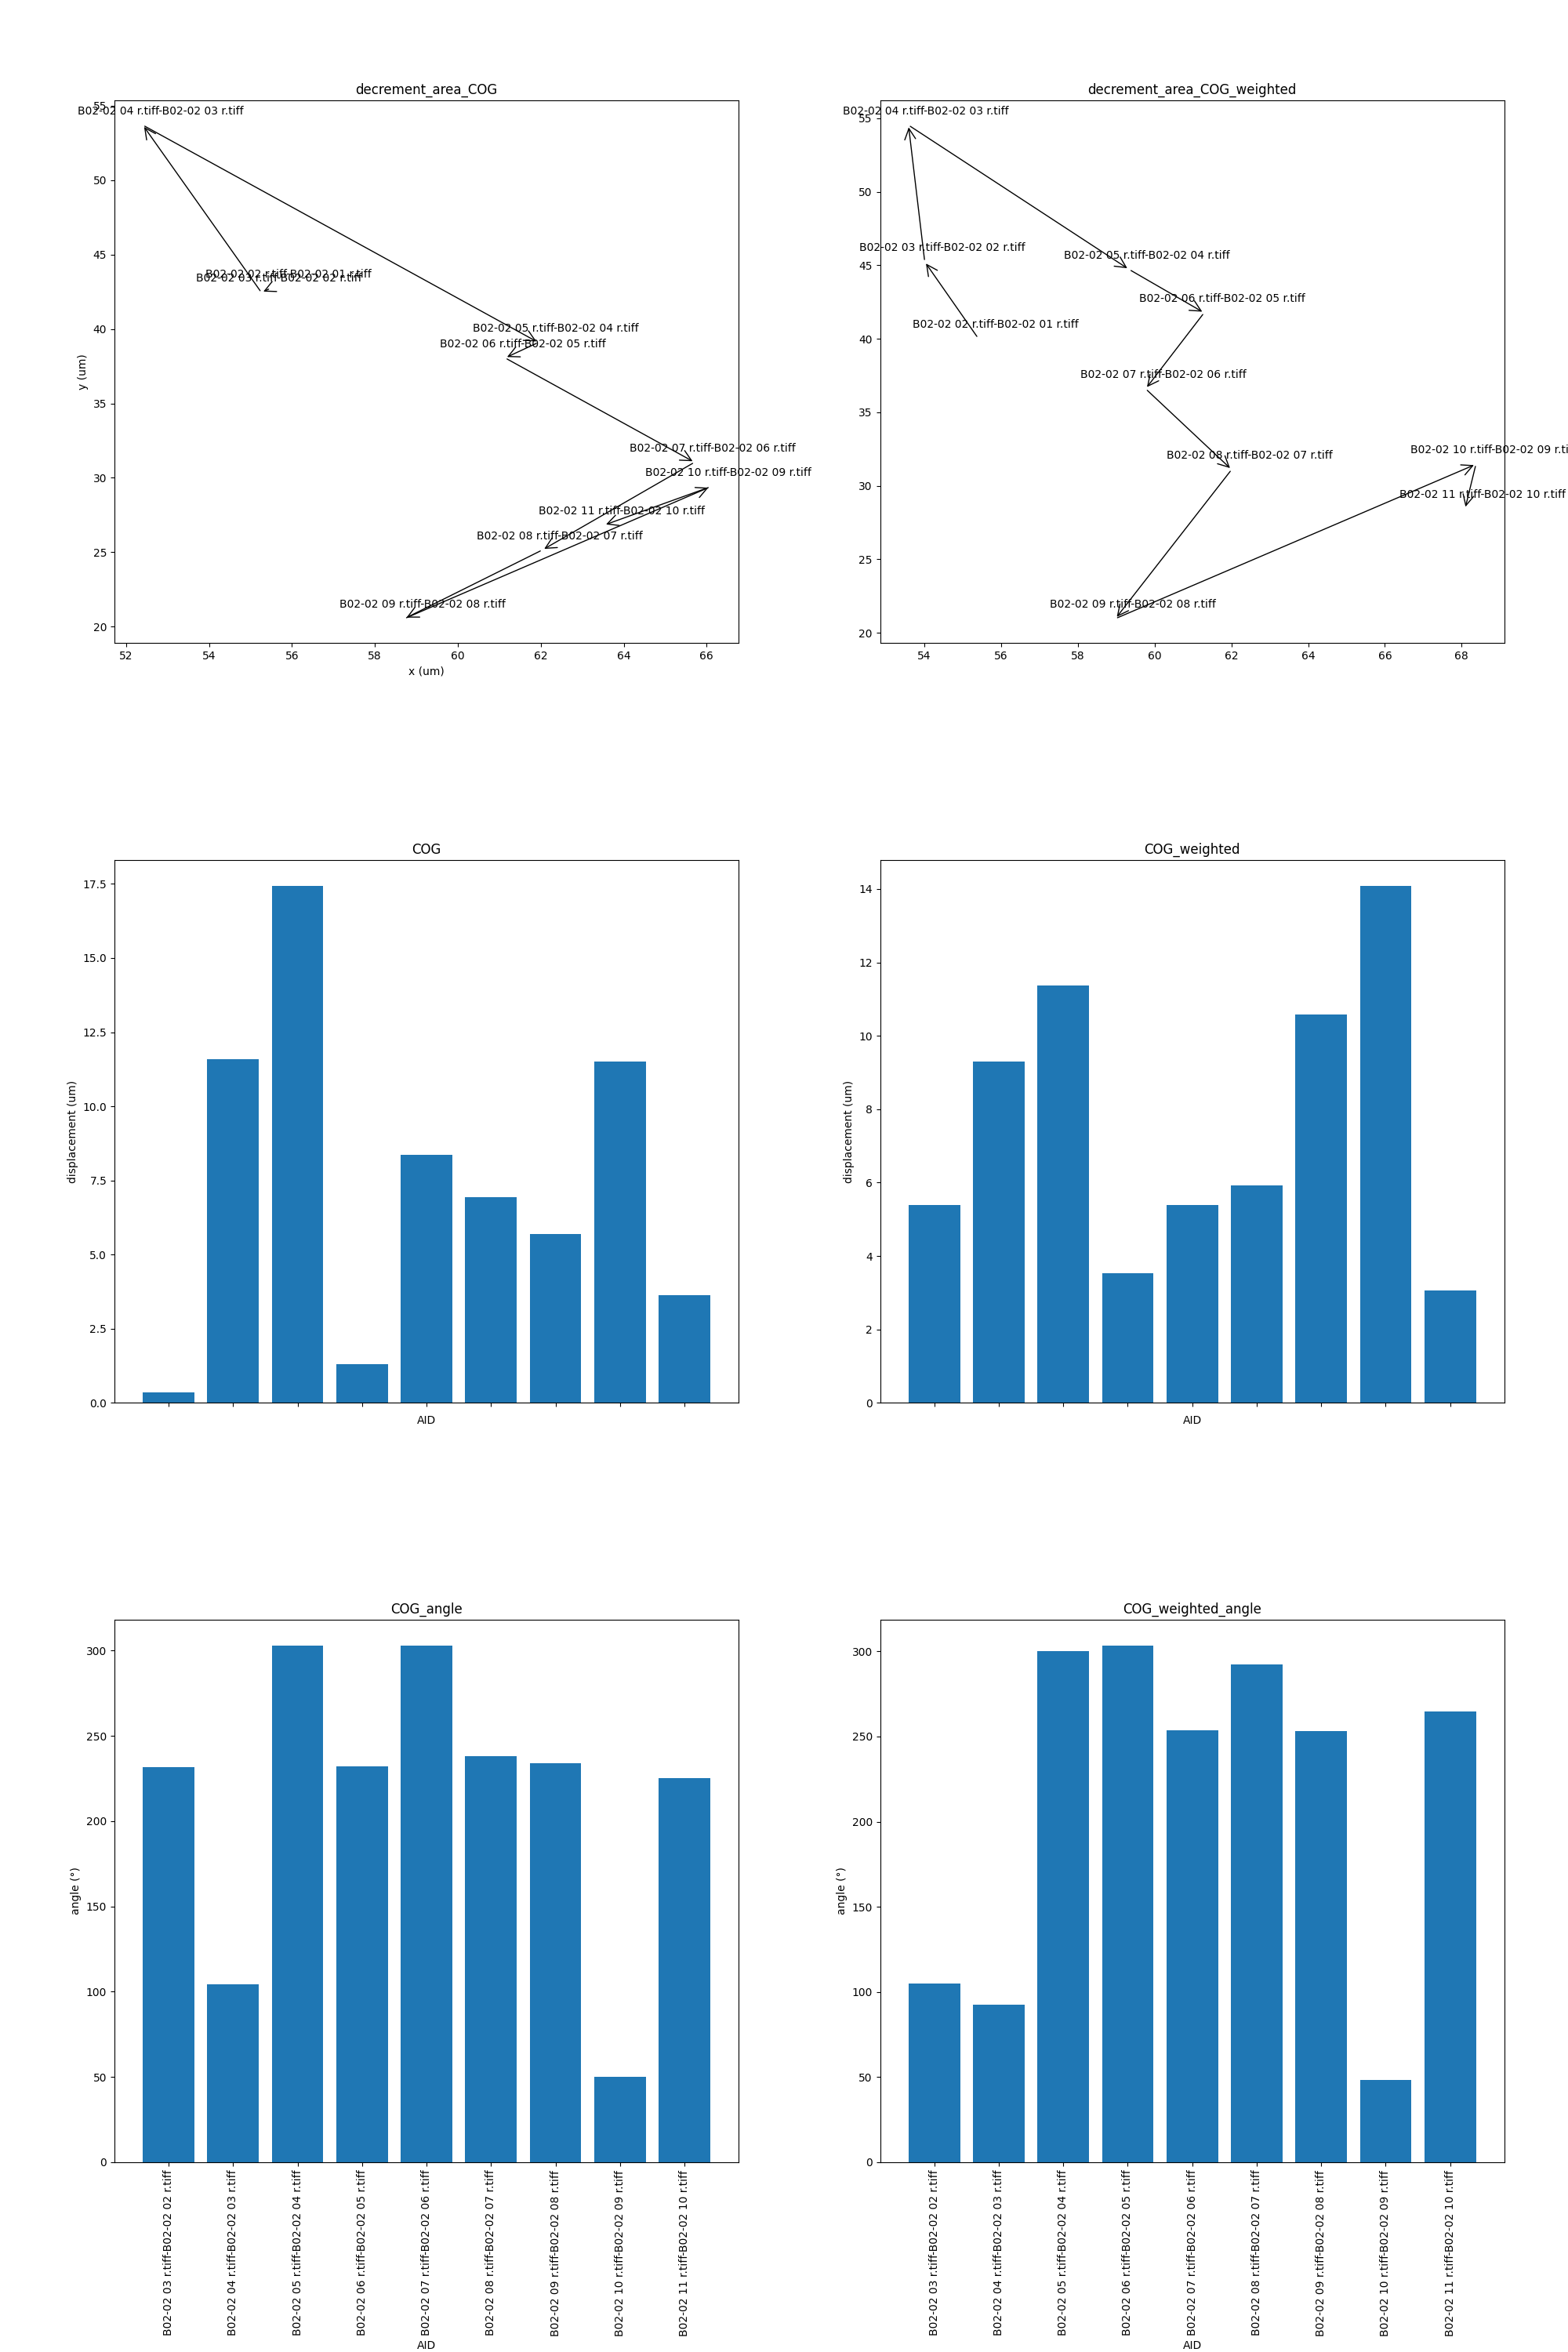 decrement_area_COG
55
50
45
40
35
30
25
20
y (um)
B02-02 04 r.tiff-B02-02 03 r.tiff
B02-02 02 r.tiff-B02-02 01 r.tiff
B02-02 03 r.tiff-B02-02 02 r.tiff
B02-02 05 r.tiff-B02-02 04 r.tiff
B02-02 06 r.tiff-B02-02 05 r.tiff
B02-02 07 r.tiff-B02-02 06 r.tiff
B02-02 10 r.tiff-B02-02 09 r.tiff
B02-02 11 r.tiff-B02-02 10 r.tiff
B02-02 08 r.tiff-B02-02 07 r.tiff
B02-02 09 r.tiff-B02-02 08 r.tiff
52 54 56 58 60 62 64 66
x (um)
decrement_area_COG_weighted
55
50
45
40
35
30
25
20
B02-02 04 r.tiff-B02-02 03 r.tiff
B02-02 03 r.tiff-B02-02 02 r.tiff
B02-02 05 r.tiff-B02-02 04 r.tiff
B02-02 06 r.tiff-B02-02 05 r.tiff
B02-02 02 r.tiff-B02-02 01 r.tiff
B02-02 07 r.tiff-B02-02 06 r.tiff
B02-02 08 r.tiff-B02-02 07 r.tiff
B02-02 10 r.tiff-B02-02 09 r.ti
B02-02 11 r.tiff-B02-02 10 r.tiff
B02-02 09 r.tiff-B02-02 08 r.tiff
54 56 58 60 62 64 66 68
COG
17.5
15.0
12.5
10.0
7.5
5.0
2.5
0.0
displacement (um)
AID
COG_weighted
14
12
10
8
6
4
2
0
displacement (um)
AID
COG_angle
300
250
200
150
100
50
0
angle (°)
B02-02 03 r.tiff-B02-02 02 r.tiff
B02-02 04 r.tiff-B02-02 03 r.tiff
B02-02 05 r.tiff-B02-02 04 r.tiff
B02-02 06 r.tiff-B02-02 05 r.tiff
B02-02 07 r.tiff-B02-02 06 r.tiff
B02-02 08 r.tiff-B02-02 07 r.tiff
B02-02 09 r.tiff-B02-02 08 r.tiff
B02-02 10 r.tiff-B02-02 09 r.tiff
B02-02 11 r.tiff-B02-02 10 r.tiff
AID
COG_weighted_angle
300
250
200
150
100
50
0
angle (°)
B02-02 03 r.tiff-B02-02 02 r.tiff
B02-02 04 r.tiff-B02-02 03 r.tiff
B02-02 05 r.tiff-B02-02 04 r.tiff
B02-02 06 r.tiff-B02-02 05 r.tiff
B02-02 07 r.tiff-B02-02 06 r.tiff
B02-02 08 r.tiff-B02-02 07 r.tiff
B02-02 09 r.tiff-B02-02 08 r.tiff
B02-02 10 r.tiff-B02-02 09 r.tiff
B02-02 11 r.tiff-B02-02 10 r.tiff
AID